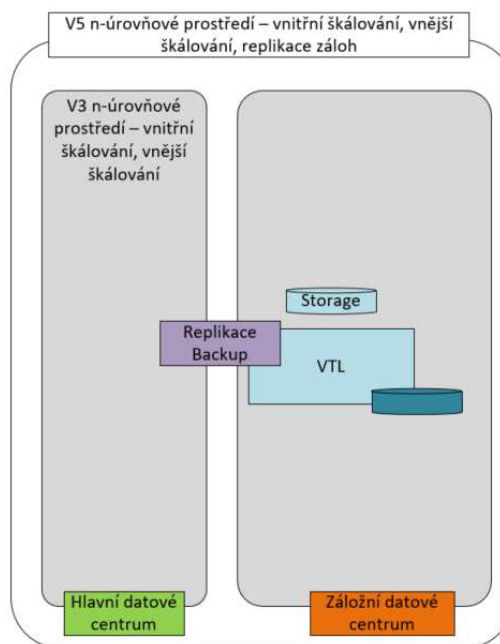 V5 n-úrovňové prostředí – vnitřní škálování, vnější
škálování, replikace záloh
V3 n-úrovňové
prostředí – vnitřní
škálování, vnější
škálování
Storage
Replikace
Backup
VTL
Hlavní datové
centrum
Záložní datové
centrum